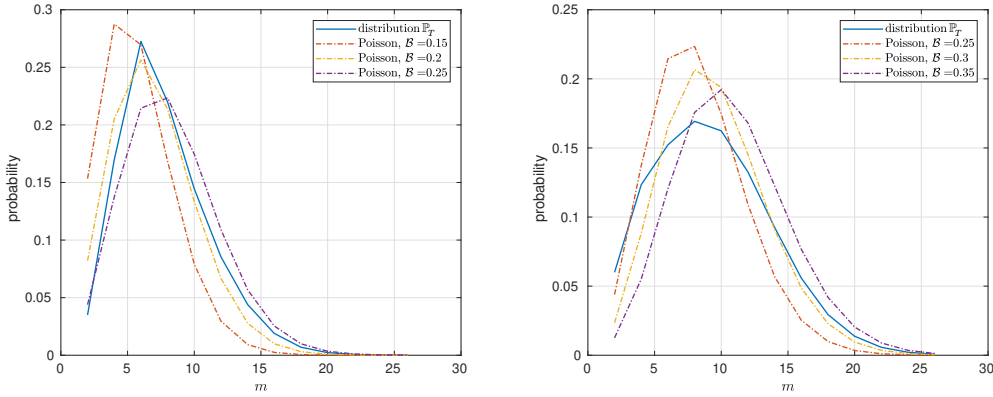 0.3
0.25
0.2
0.15
0.1
0.05
0
0 5 10 15 20 25 30
probability
m
distribution ℙ_T
Poisson, ℬ =0.15
Poisson, ℬ =0.2
Poisson, ℬ =0.25
0.25
0.2
0.15
0.1
0.05
0
0 5 10 15 20 25 30
probability
m
distribution ℙ_T
Poisson, ℬ =0.25
Poisson, ℬ =0.3
Poisson, ℬ =0.35